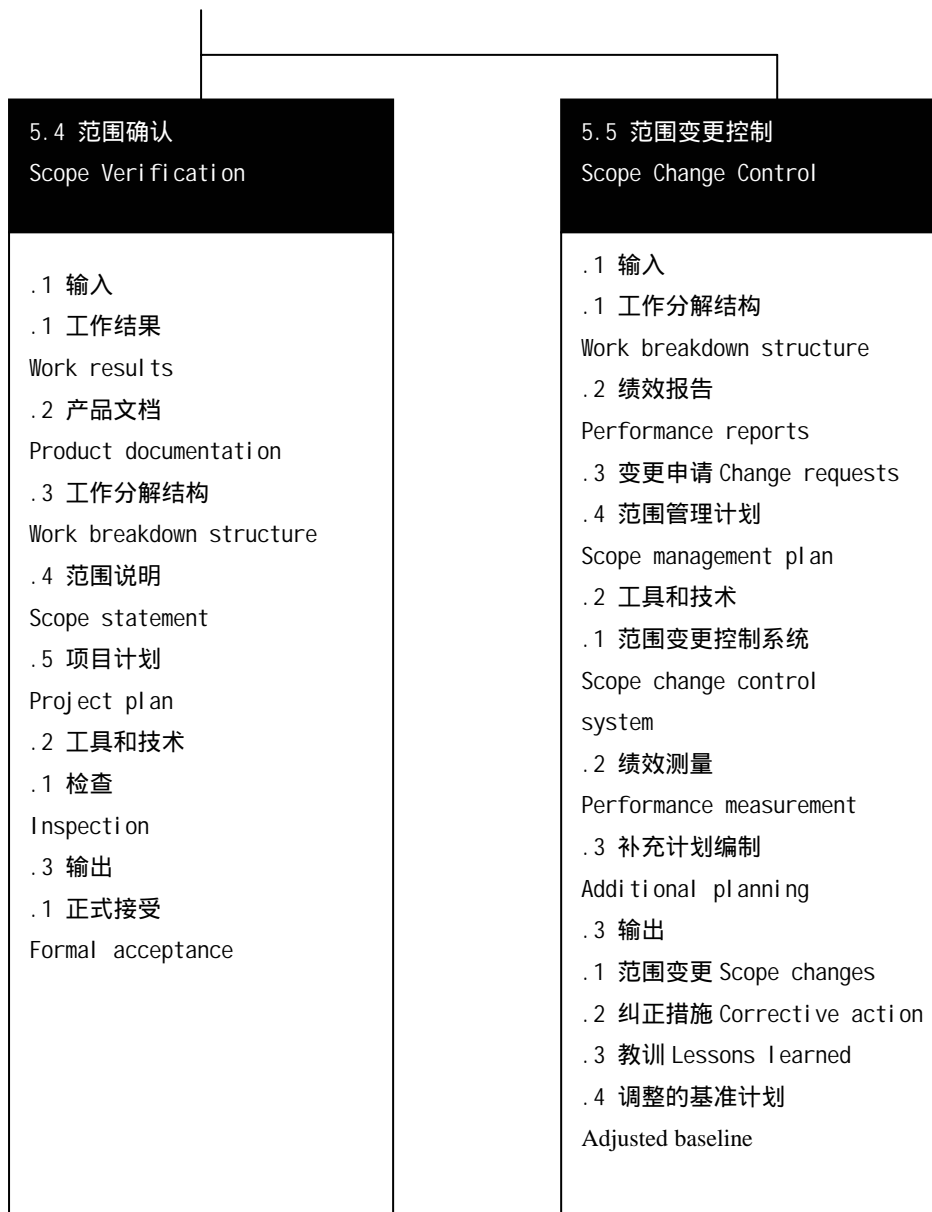 5.4 范围确认
Scope Verification
.1 输入
.1 工作结果
Work results
.2 产品文档
Product documentation
.3 工作分解结构
Work breakdown structure
.4 范围说明
Scope statement
.5 项目计划
Project plan
.2 工具和技术
.1 检查
Inspection
.3 输出
.1 正式接受
Formal acceptance
5.5 范围变更控制
Scope Change Control
.1 输入
.1 工作分解结构
Work breakdown structure
.2 绩效报告
Performance reports
.3 变更申请 Change requests
.4 范围管理计划
Scope management plan
.2 工具和技术
.1 范围变更控制系统
Scope change control
system
.2 绩效测量
Performance measurement
.3 补充计划编制
Additional planning
.3 输出
.1 范围变更 Scope changes
.2 纠正措施 Corrective action
.3 教训 Lessons learned
.4 调整的基准计划
Adjusted baseline